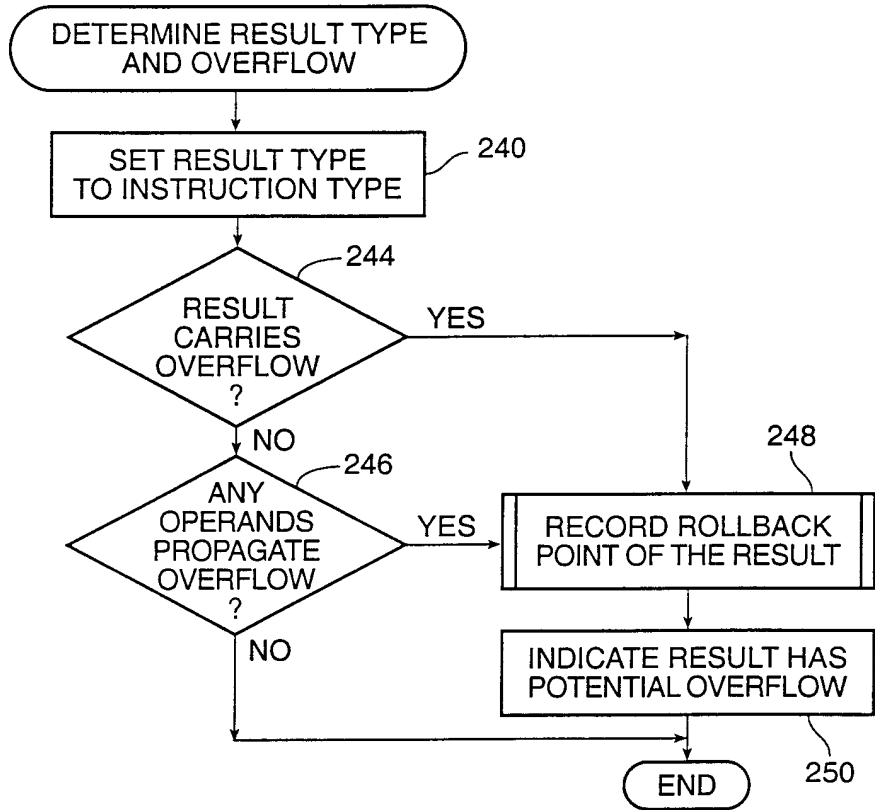 DETERMINE RESULT TYPE
AND OVERFLOW
SET RESULT TYPE
TO INSTRUCTION TYPE
240
244
RESULT
CARRIES
OVERFLOW
?
YES
NO
246
ANY
OPERANDS
PROPAGATE
OVERFLOW
?
YES
NO
248
RECORD ROLLBACK
POINT OF THE RESULT
INDICATE RESULT HAS
POTENTIAL OVERFLOW
250
END